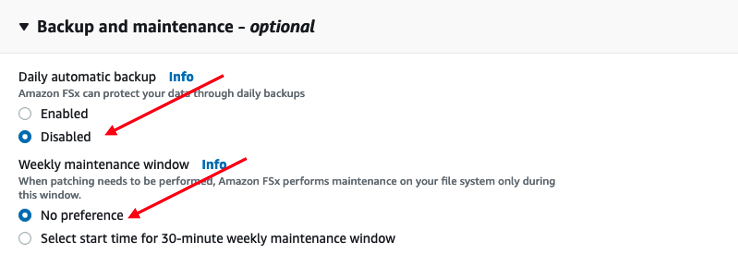 Backup and maintenance - optional
Daily automatic backup Info
Amazon FSx can protect your data through daily backups
Enabled
Disabled
Weekly maintenance window Info
When patching needs to be performed, Amazon FSx performs maintenance on your file system only during
this window.
No preference
Select start time for 30-minute weekly maintenance window